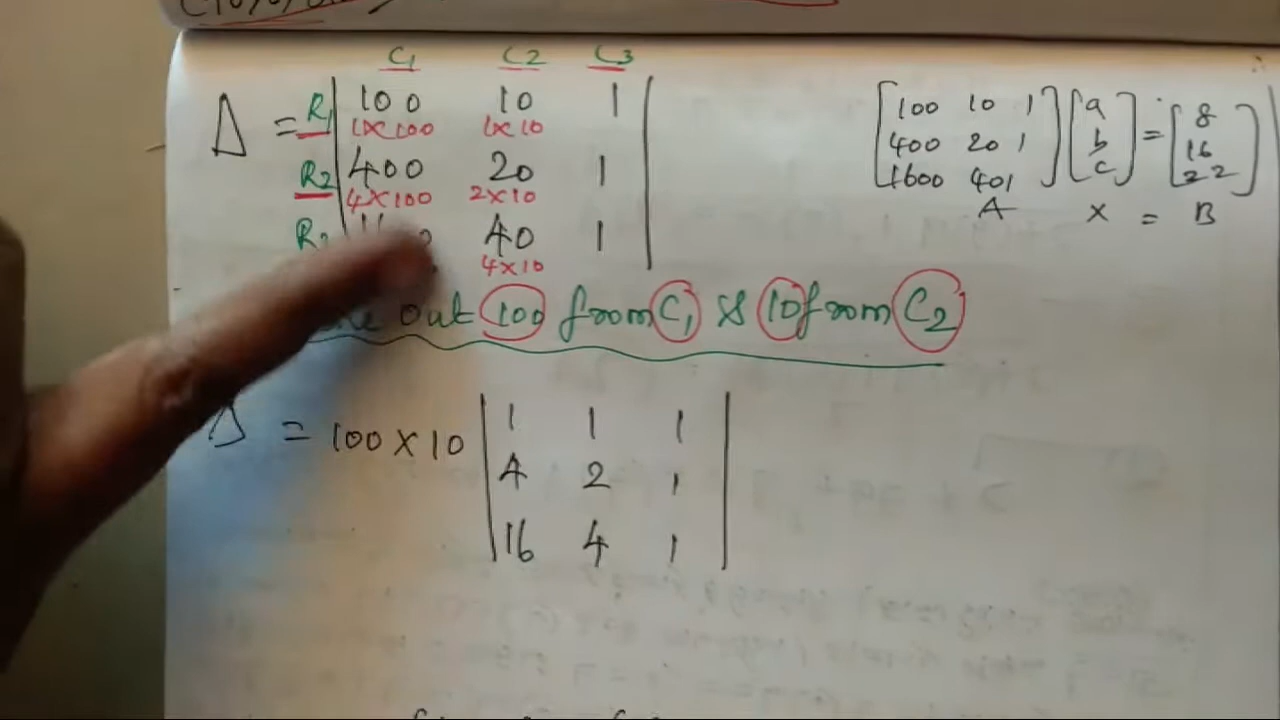 C1 C2 C3
Δ = R1 | 100 10 1 |
1×100 1×10
R2 | 400 20 1 |
4×100 2×10
40 1 |
4×10
[ 100 10 1 ] [ a ] = [ 8 ]
[ 400 20 1 ] [ b ] [ 16 ]
[ 1600 40 1 ] [ c ] [ 22 ]
A X = B
out 100 from C1 & 10 from C2
Δ = 100 × 10 | 1 1 1 |
| 4 2 1 |
| 16 4 1 |